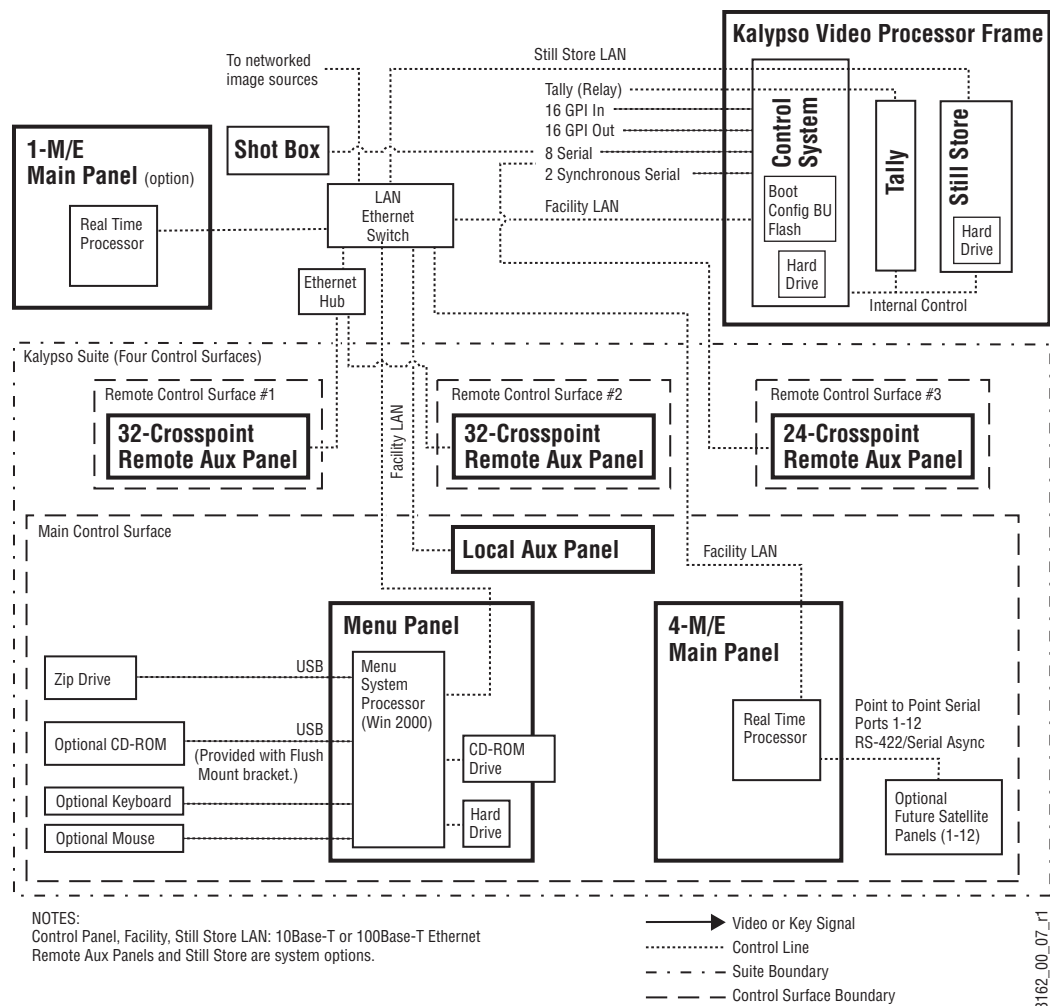 Kalypso Video Processor Frame
To networked
image sources
Still Store LAN
Tally (Relay)
16 GPI In
16 GPI Out
8 Serial
2 Synchronous Serial
Control
System
Boot
Config BU
Flash
Hard
Drive
Tally
Still Store
Hard
Drive
Internal Control
1-M/E
Main Panel (option)
Real Time
Processor
Shot Box
LAN
Ethernet
Switch
Facility LAN
Ethernet
Hub
Kalypso Suite (Four Control Surfaces)
Remote Control Surface #1
32-Crosspoint
Remote Aux Panel
Facility LAN
Remote Control Surface #2
32-Crosspoint
Remote Aux Panel
Remote Control Surface #3
24-Crosspoint
Remote Aux Panel
Main Control Surface
Local Aux Panel
Facility LAN
Menu Panel
Menu
System
Processor
(Win 2000)
CD-ROM
Drive
Hard
Drive
Zip Drive
USB
Optional CD-ROM
USB
(Provided with Flush
Mount bracket.)
Optional Keyboard
Optional Mouse
4-M/E
Main Panel
Real Time
Processor
Point to Point Serial
Ports 1-12
RS-422/Serial Async
Optional
Future Satellite
Panels (1-12)
NOTES:
Control Panel, Facility, Still Store LAN: 10Base-T or 100Base-T Ethernet
Remote Aux Panels and Still Store are system options.
Video or Key Signal
Control Line
Suite Boundary
Control Surface Boundary